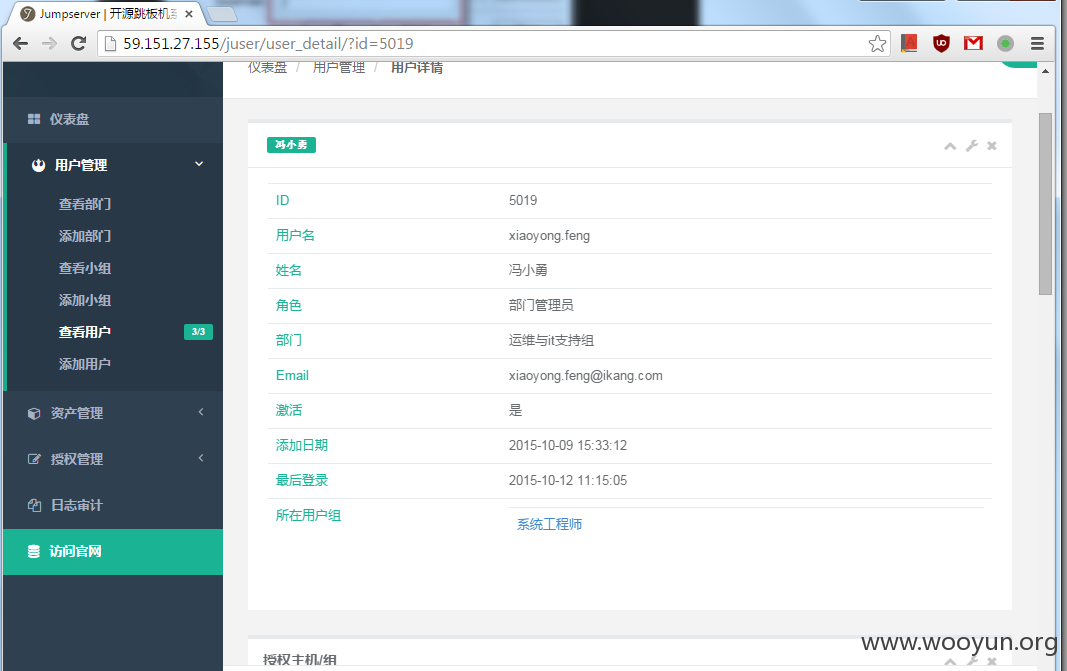 Jumpserver | 开源跳板机系
59.151.27.155/juser/user_detail/?id=5019
仪表盘 / 用户管理 / 用户详情
仪表盘
用户管理
查看部门
添加部门
查看小组
添加小组
查看用户 3/3
添加用户
资产管理
授权管理
日志审计
访问官网
冯小勇
ID 5019
用户名 xiaoyong.feng
姓名 冯小勇
角色 部门管理员
部门 运维与it支持组
Email xiaoyong.feng@ikang.com
激活 是
添加日期 2015-10-09 15:33:12
最后登录 2015-10-12 11:15:05
所在用户组 系统工程师
授权主机/组
www.wooyun.org